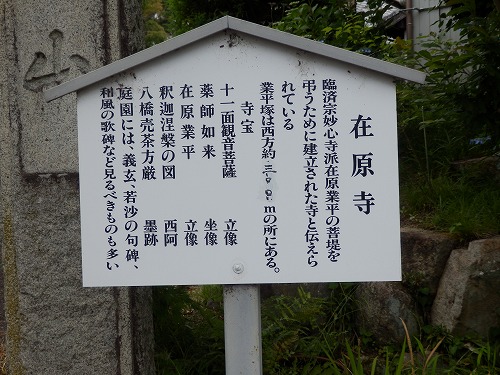 在原寺
臨済宗妙心寺派在原業平の菩堤を
弔うために建立された寺と伝えら
れている
業平塚は西方約三〇〇mの所にある。
寺宝
十一面観音菩薩 立像
薬師如来 坐像
在原業平 立像
釈迦涅槃の図 西阿
八橋売茶方厳 墨跡
庭園には、義玄、若沙の句碑、
和風の歌碑など見るべきものも多い